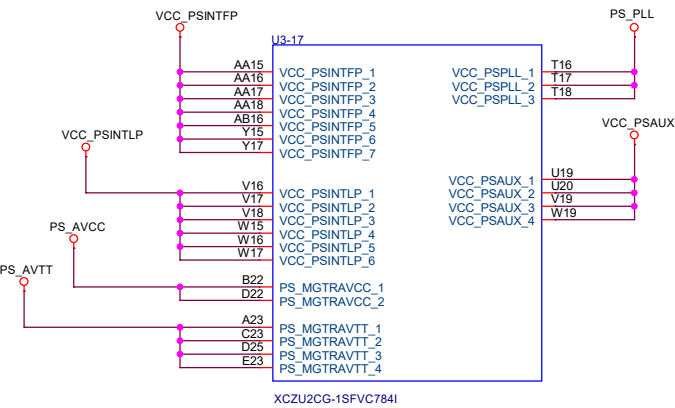 VCC_PSINTFP
PS_PLL
U3-17
AA15 VCC_PSINTFP_1 VCC_PSPLL_1 T16
AA16 VCC_PSINTFP_2 VCC_PSPLL_2 T17
AA17 VCC_PSINTFP_3 VCC_PSPLL_3 T18
AA18 VCC_PSINTFP_4
AB16 VCC_PSINTFP_5
Y15 VCC_PSINTFP_6
Y17 VCC_PSINTFP_7
VCC_PSAUX
VCC_PSINTLP
V16 VCC_PSINTLP_1 VCC_PSAUX_1 U19
V17 VCC_PSINTLP_2 VCC_PSAUX_2 U20
V18 VCC_PSINTLP_3 VCC_PSAUX_3 V19
W15 VCC_PSINTLP_4 VCC_PSAUX_4 W19
W16 VCC_PSINTLP_5
W17 VCC_PSINTLP_6
PS_AVCC
B22 PS_MGTRAVCC_1
D22 PS_MGTRAVCC_2
PS_AVTT
A23 PS_MGTRAVTT_1
C23 PS_MGTRAVTT_2
D25 PS_MGTRAVTT_3
E23 PS_MGTRAVTT_4
XCZU2CG-1SFVC784I